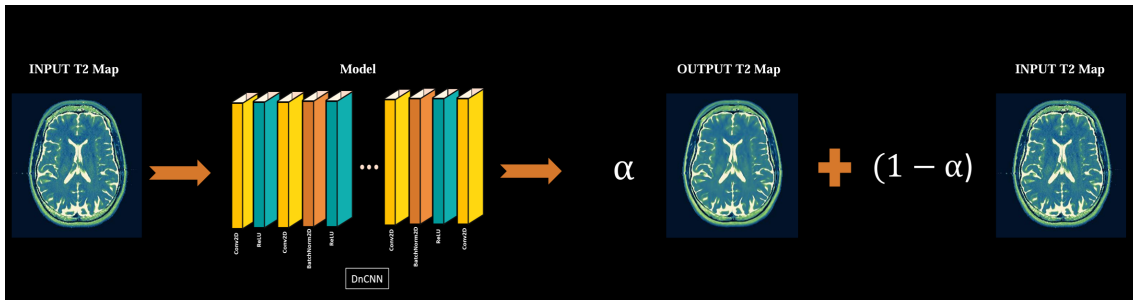 INPUT T2 Map
Model
OUTPUT T2 Map
INPUT T2 Map
α
(1 − α)
Conv2D
ReLU
Conv2D
BatchNorm2D
ReLU
Conv2D
BatchNorm2D
ReLU
Conv2D
DnCNN